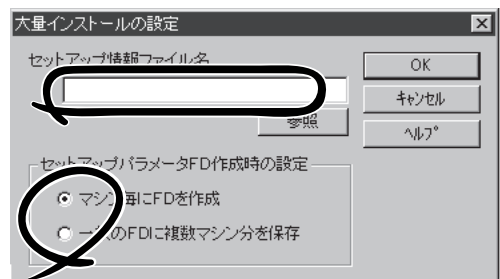 大量インストールの設定
セットアップ情報ファイル名
OK
キャンセル
参照
ヘルプ
セットアップパラメータFD作成時の設定
マシン毎にFDを作成
一枚のFDに複数マシン分を保存